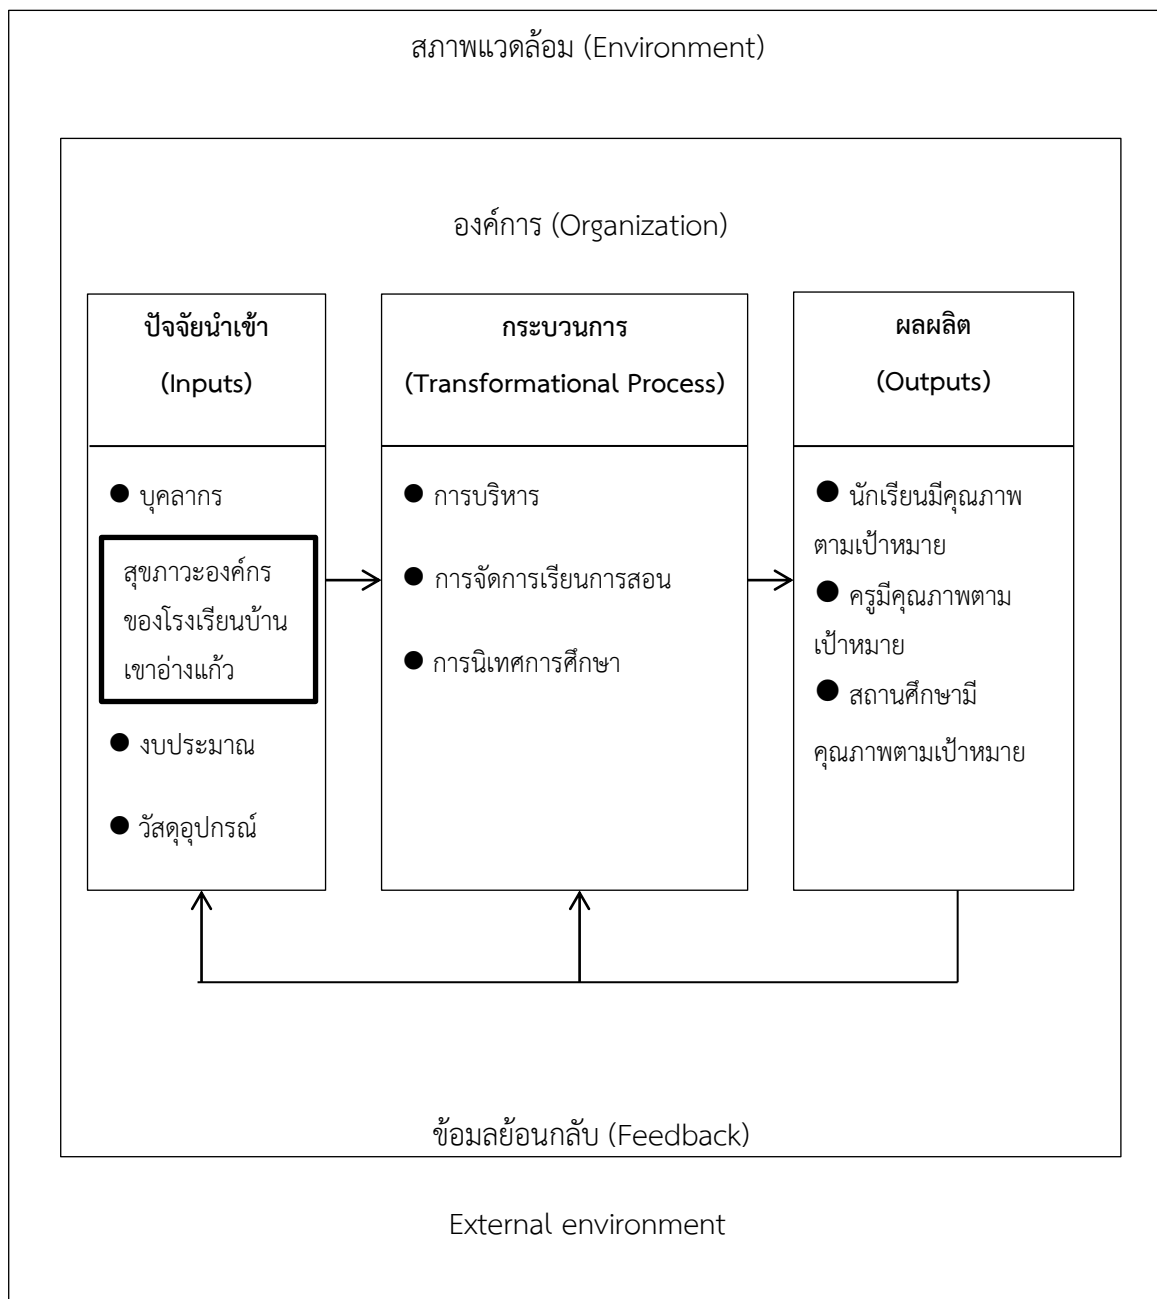 สภาพแวดล้อม (Environment)
องค์การ (Organization)
ปัจจัยนำเข้า
(Inputs)
● บุคลากร
สุขภาวะองค์กร
ของโรงเรียนบ้าน
เขาอ่างแก้ว
● งบประมาณ
● วัสดุอุปกรณ์
กระบวนการ
(Transformational Process)
● การบริหาร
● การจัดการเรียนการสอน
● การนิเทศการศึกษา
ผลผลิต
(Outputs)
● นักเรียนมีคุณภาพ
ตามเป้าหมาย
● ครูมีคุณภาพตาม
เป้าหมาย
● สถานศึกษามี
คุณภาพตามเป้าหมาย
ข้อมลย้อนกลับ (Feedback)
External environment